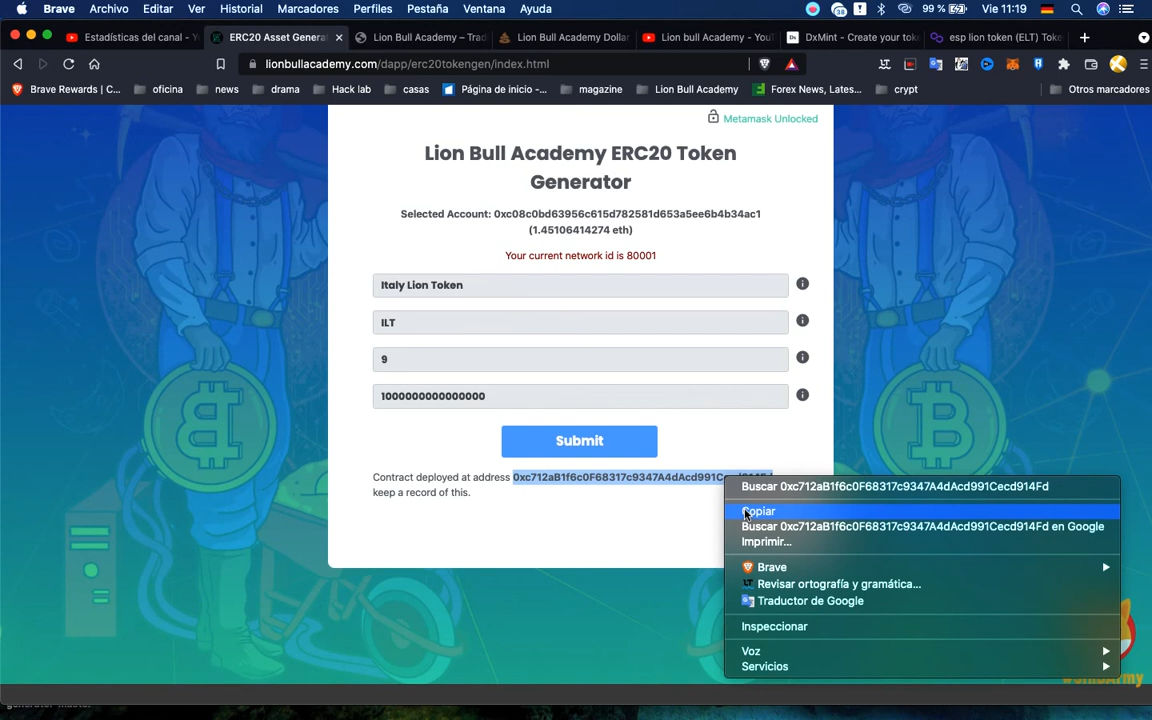 Brave Archivo Editar Ver Historial Marcadores Perfiles Pestaña Ventana Ayuda 38 99 % Vie 11:19
Estadísticas del canal - Y ERC20 Asset Genera Lion Bull Academy – Trad Lion Bull Academy Dollar Lion bull Academy - YouT DxMint - Create your tok esp lion token (ELT) Toke
lionbullacademy.com/dapp/erc20tokengen/index.html
Brave Rewards | C... oficina news drama Hack lab casas Página de inicio -... magazine Lion Bull Academy Forex News, Lates... crypt Otros marcadores
Metamask Unlocked
Lion Bull Academy ERC20 Token
Generator
Selected Account: 0xc08c0bd63956c615d782581d653a5ee6b4b34ac1
(1.45106414274 eth)
Your current network id is 80001
Italy Lion Token
ILT
9
1000000000000000
Submit
Contract deployed at address 0xc712aB1f6c0F68317c9347A4dAcd991Cecd914Fd
keep a record of this.
Buscar 0xc712aB1f6c0F68317c9347A4dAcd991Cecd914Fd
Copiar
Buscar 0xc712aB1f6c0F68317c9347A4dAcd991Cecd914Fd en Google
Imprimir...
Brave
Revisar ortografía y gramática...
Traductor de Google
Inspeccionar
Voz
Servicios